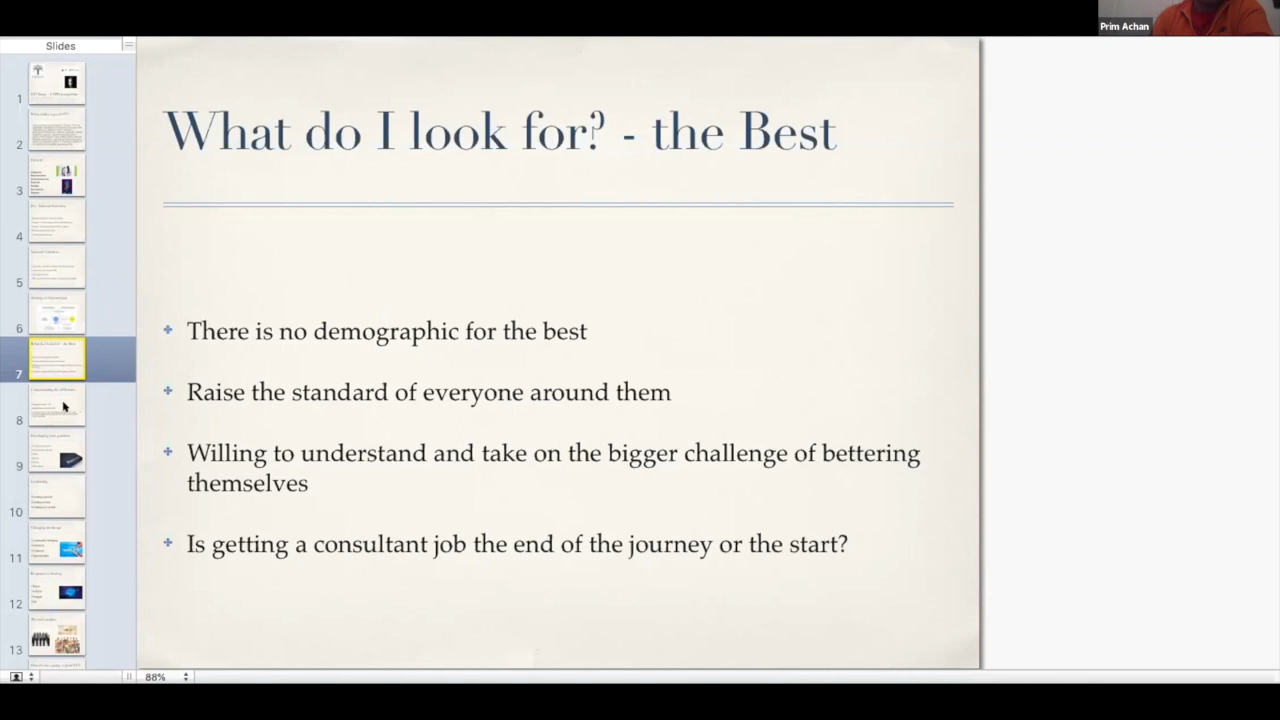 Prim Achan
Slides
1
2
3
4
5
6
7
8
9
10
11
12
13
What do I look for? - the Best
There is no demographic for the best
Raise the standard of everyone around them
Willing to understand and take on the bigger challenge of bettering
themselves
Is getting a consultant job the end of the journey or the start?
88%